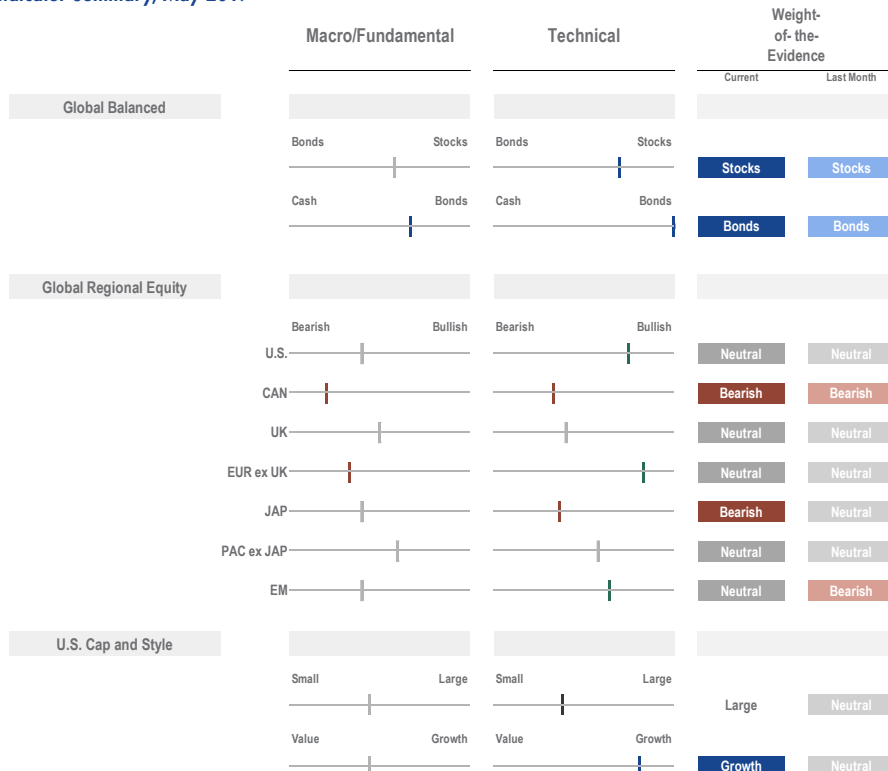 Summary, May 201
Macro/Fundamental
Technical
Weight-
of- the-
Evidence
Current Last Month
Global Balanced
Bonds Stocks Bonds Stocks
Stocks Stocks
Cash Bonds Cash Bonds
Bonds Bonds
Global Regional Equity
Bearish Bullish Bearish Bullish
U.S. Neutral Neutral
CAN Bearish Bearish
UK Neutral Neutral
EUR ex UK Neutral Neutral
JAP Bearish Neutral
PAC ex JAP Neutral Neutral
EM Neutral Bearish
U.S. Cap and Style
Small Large Small Large
Large Neutral
Value Growth Value Growth
Growth Neutral